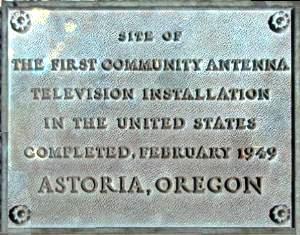 SITE OF
THE FIRST COMMUNITY ANTENNA
TELEVISION INSTALLATION
IN THE UNITED STATES
COMPLETED, FEBRUARY 1949
ASTORIA, OREGON